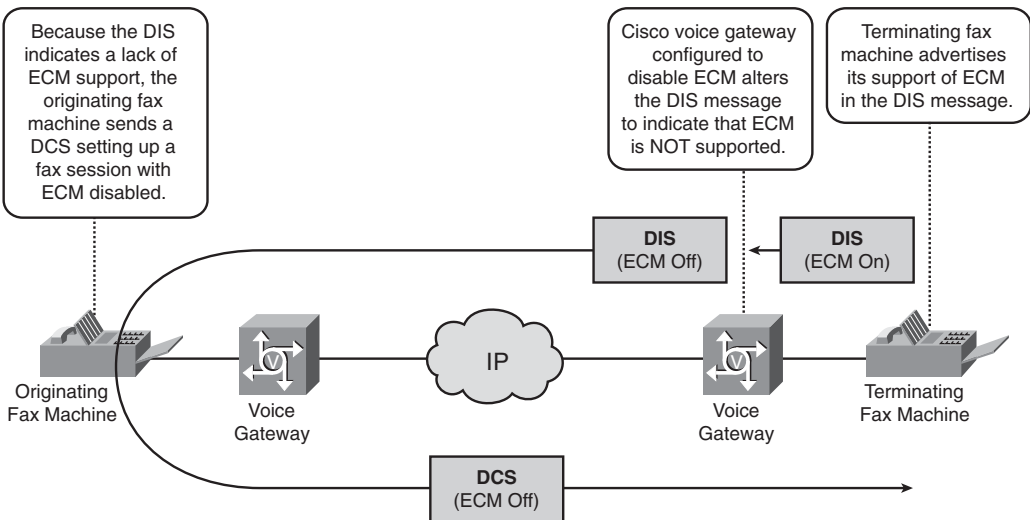 Because the DIS
indicates a lack of
ECM support, the
originating fax
machine sends a
DCS setting up a
fax session with
ECM disabled.
Cisco voice gateway
configured to
disable ECM alters
the DIS message
to indicate that ECM
is NOT supported.
Terminating fax
machine advertises
its support of ECM
in the DIS message.
DIS
(ECM Off)
DIS
(ECM On)
Originating
Fax Machine
V
Voice
Gateway
IP
V
Voice
Gateway
Terminating
Fax Machine
DCS
(ECM Off)